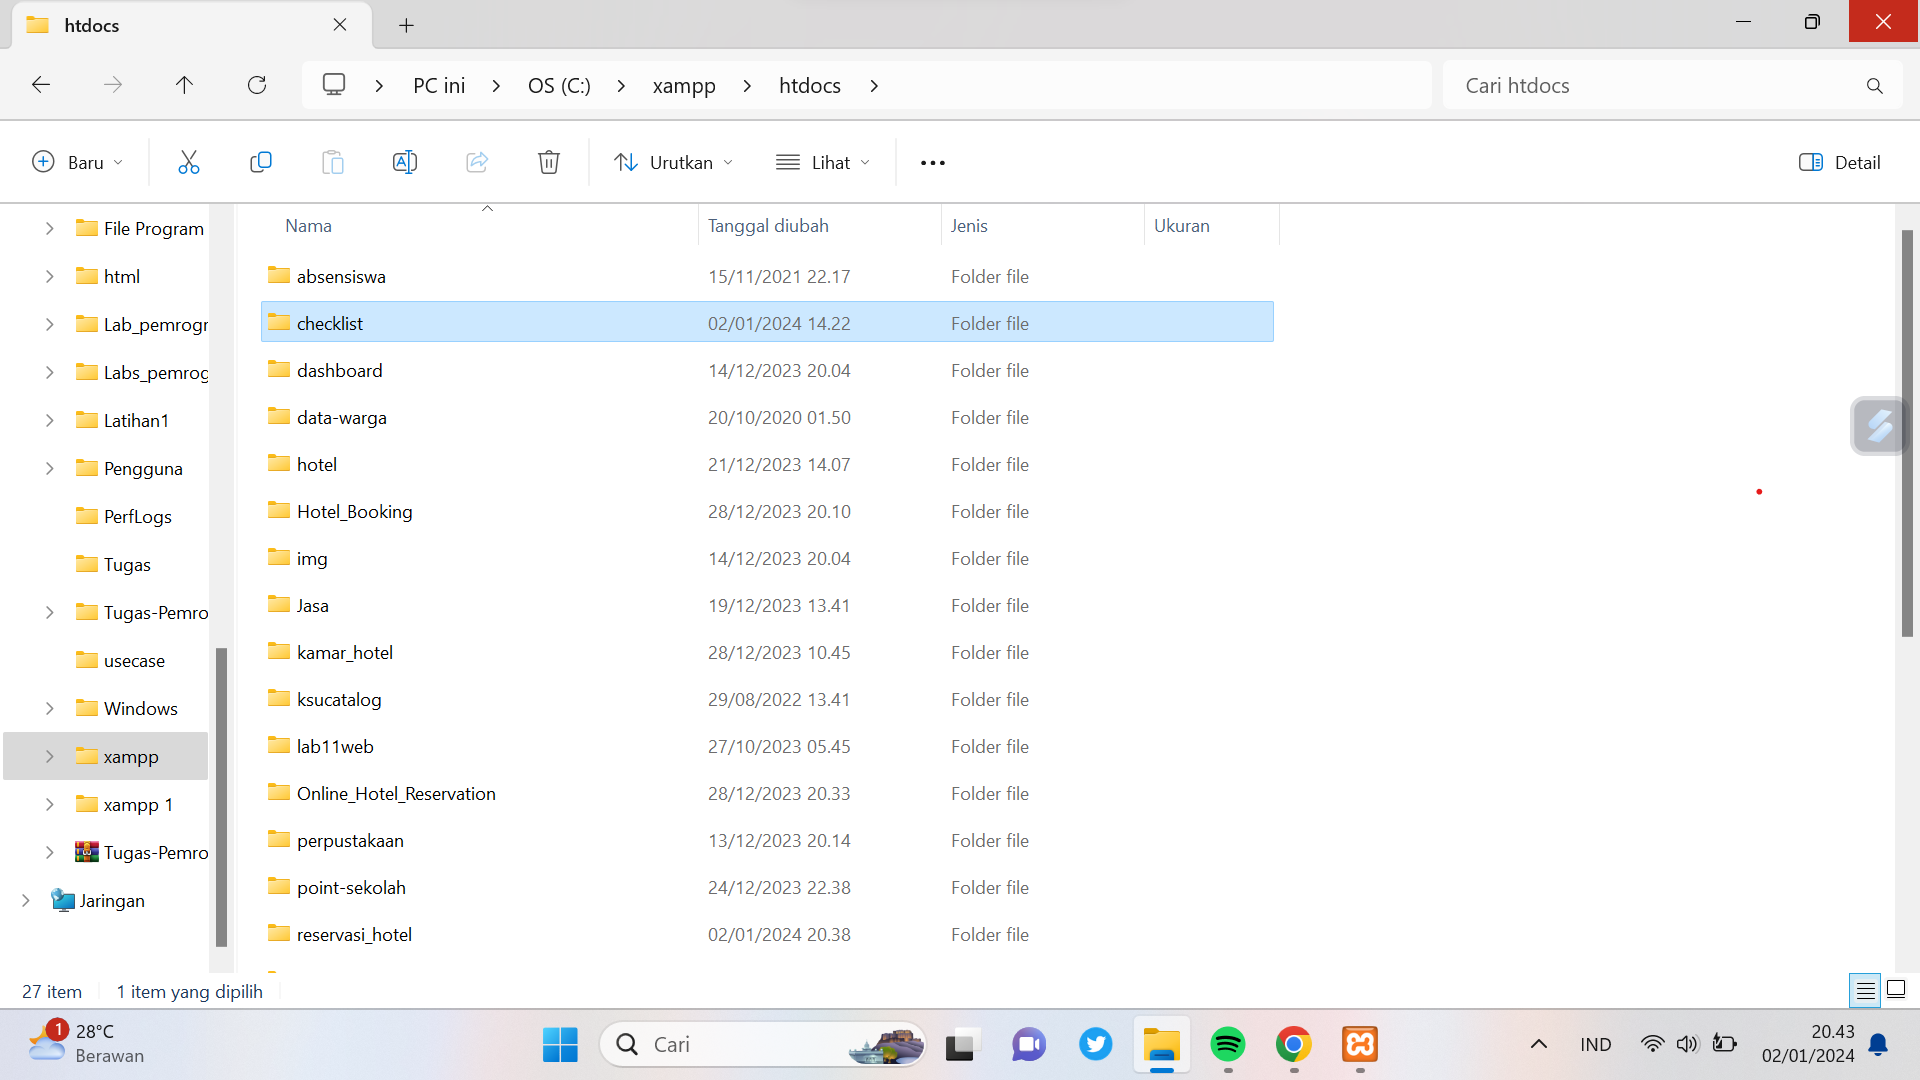 htdocs
PC ini
OS (C:)
xampp
htdocs
Cari htdocs
Baru
Urutkan
Lihat
Detail
File Program
html
Lab_pemrogr
Labs_pemrog
Latihan1
Pengguna
PerfLogs
Tugas
Tugas-Pemro
usecase
Windows
xampp
xampp 1
Tugas-Pemro
Jaringan
Nama Tanggal diubah Jenis Ukuran
absensiswa 15/11/2021 22.17 Folder file
checklist 02/01/2024 14.22 Folder file
dashboard 14/12/2023 20.04 Folder file
data-warga 20/10/2020 01.50 Folder file
hotel 21/12/2023 14.07 Folder file
Hotel_Booking 28/12/2023 20.10 Folder file
img 14/12/2023 20.04 Folder file
Jasa 19/12/2023 13.41 Folder file
kamar_hotel 28/12/2023 10.45 Folder file
ksucatalog 29/08/2022 13.41 Folder file
lab11web 27/10/2023 05.45 Folder file
Online_Hotel_Reservation 28/12/2023 20.33 Folder file
perpustakaan 13/12/2023 20.14 Folder file
point-sekolah 24/12/2023 22.38 Folder file
reservasi_hotel 02/01/2024 20.38 Folder file
27 item
1 item yang dipilih
1
28°C
Berawan
Cari
IND
20.43
02/01/2024